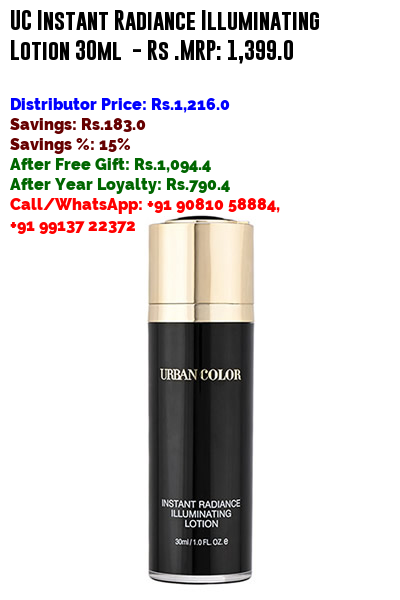 UC Instant Radiance Illuminating
Lotion 30ml - Rs .MRP: 1,399.0
Distributor Price: Rs.1,216.0
Savings: Rs.183.0
Savings %: 15%
After Free Gift: Rs.1,094.4
After Year Loyalty: Rs.790.4
Call/WhatsApp: +91 90810 58884,
+91 99137 22372
URBAN COLOR
INSTANT RADIANCE
ILLUMINATING
LOTION
30ml / 1.0 FL. OZ. e